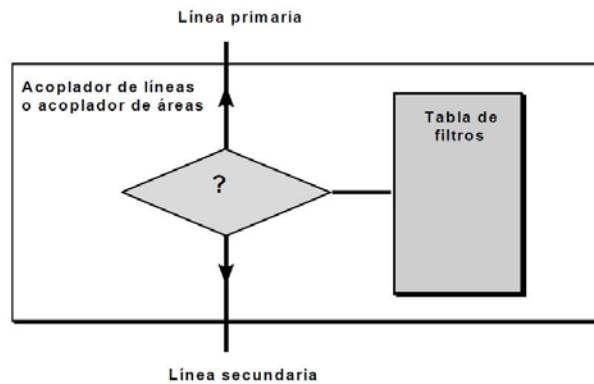 Línea primaria
Acoplador de líneas
o acoplador de áreas
Tabla de
filtros
?
Línea secundaria